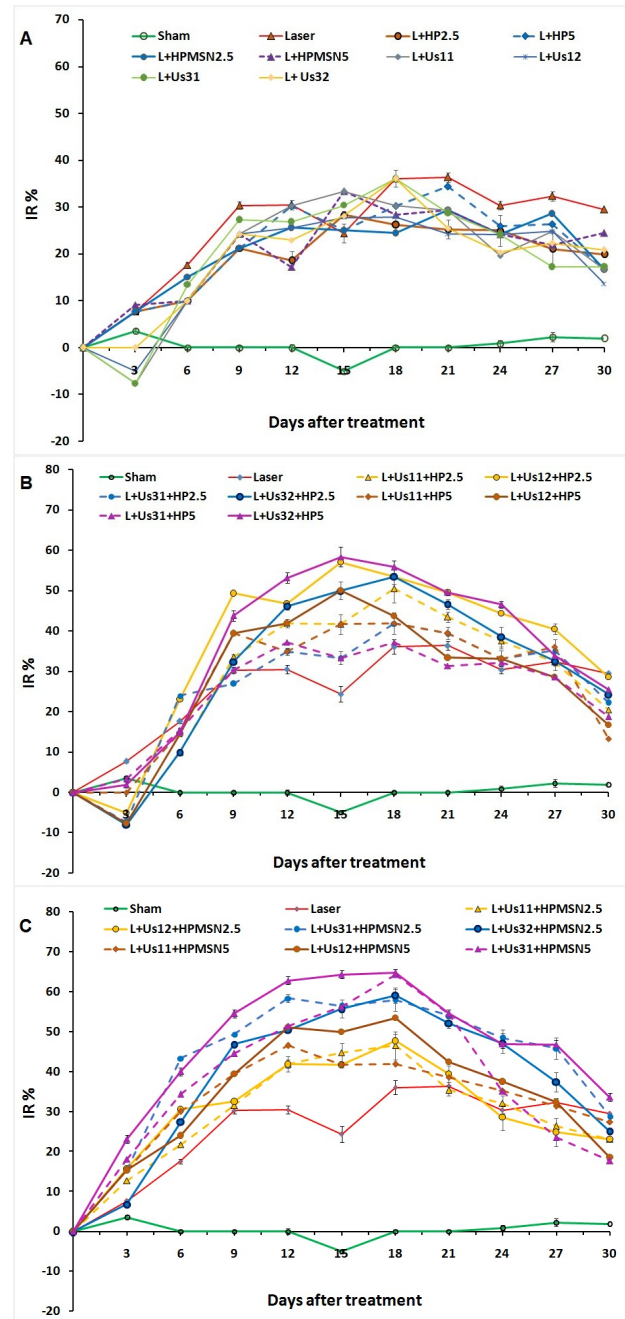 A
70
Sham Laser L+HP2.5 L+HP5
L+HPMSN2.5 L+HPMSN5 L+Us11 L+Us12
L+Us31 L+ Us32
60
50
40
30
20
10
0
-10
-20
IR %
3 6 9 12 15 18 21 24 27 30
Days after treatment
B
80
Sham Laser L+Us11+HP2.5 L+Us12+HP2.5
L+Us31+HP2.5 L+Us32+HP2.5 L+Us11+HP5 L+Us12+HP5
L+Us31+HP5 L+Us32+HP5
70
60
50
40
30
20
10
0
-10
-20
IR %
3 6 9 12 15 18 21 24 27 30
Days after treatment
C
80
Sham Laser L+Us11+HPMSN2.5
L+Us12+HPMSN2.5 L+Us31+HPMSN2.5 L+Us32+HPMSN2.5
L+Us11+HPMSN5 L+Us12+HPMSN5 L+Us31+HPMSN5
70
60
50
40
30
20
10
0
-10
-20
IR %
3 6 9 12 15 18 21 24 27 30
Days after treatment